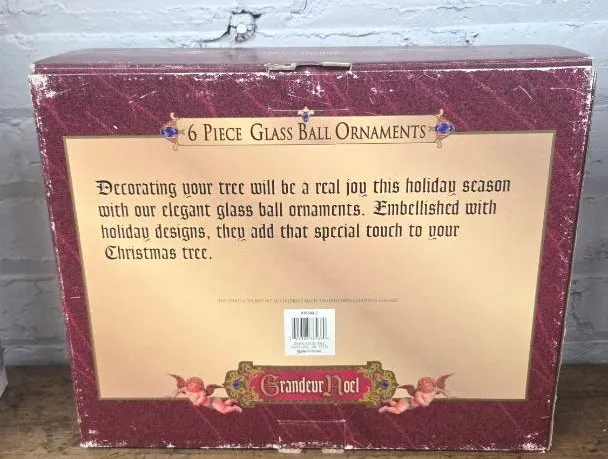 6 PIECE GLASS BALL ORNAMENTS
Decorating your tree will be a real joy this holiday season
with our elegant glass ball ornaments. Embellished with
holiday designs, they add that special touch to your
Christmas tree.
Grandeur Noel